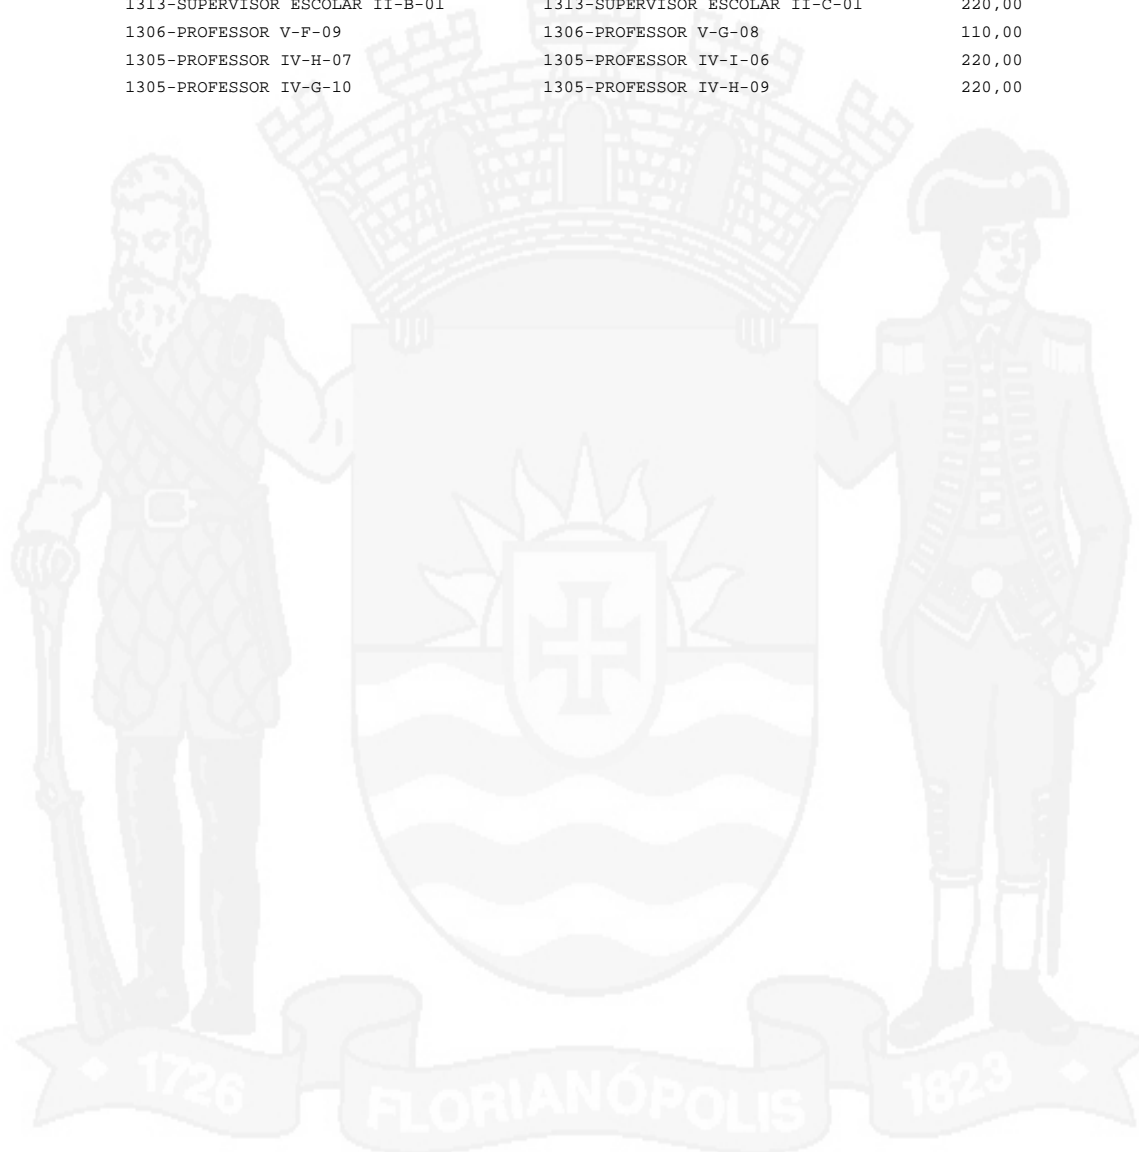 1313-SUPERVISOR ESCOLAR II-B-01 1313-SUPERVISOR ESCOLAR II-C-01 220,00
1306-PROFESSOR V-F-09 1306-PROFESSOR V-G-08 110,00
1305-PROFESSOR IV-H-07 1305-PROFESSOR IV-I-06 220,00
1305-PROFESSOR IV-G-10 1305-PROFESSOR IV-H-09 220,00
1726 FLORIANÓPOLIS 1823